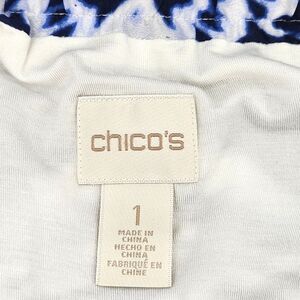 chico's
1
MADE IN
CHINA
HECHO EN
CHINA
FABRIQUÉ EN
CHINE